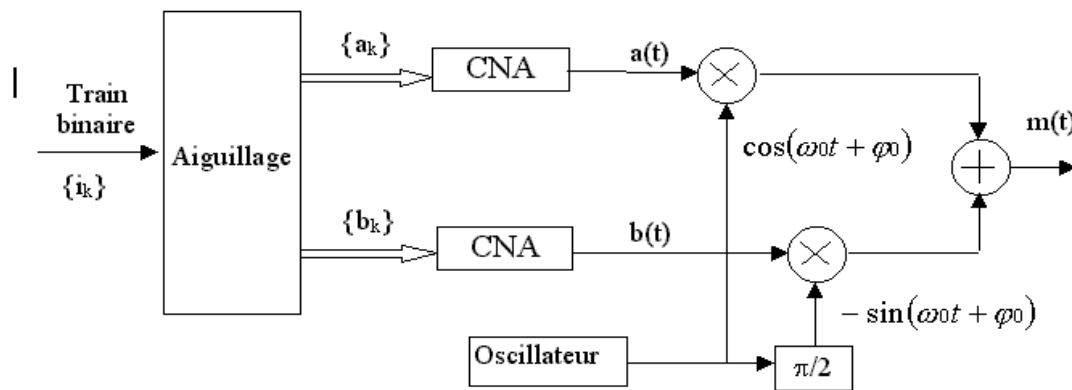 {aₖ}
CNA
a(t)
Train
binaire
{iₖ}
Aiguillage
cos(ω₀t + φ₀)
m(t)
{bₖ}
CNA
b(t)
− sin(ω₀t + φ₀)
Oscillateur
π/2